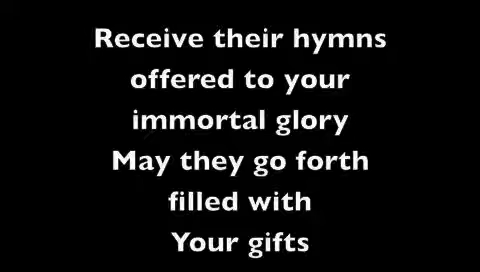 Receive their hymns
offered to your
immortal glory
May they go forth
filled with
Your gifts